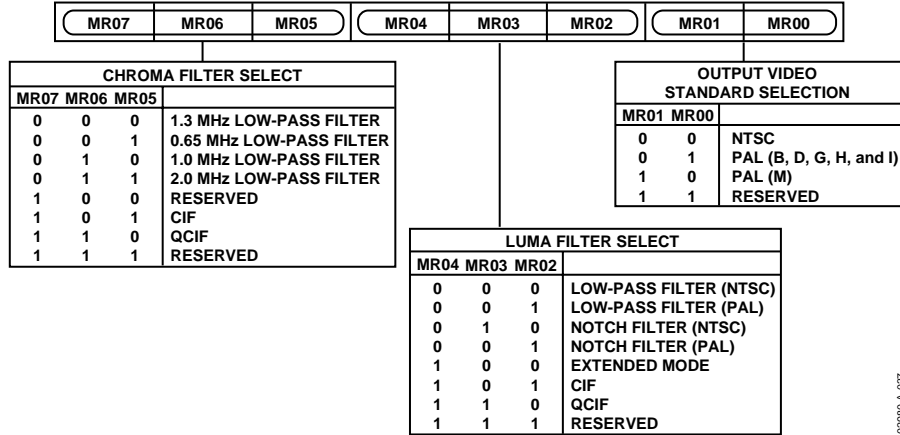 MR07 MR06 MR05 MR04 MR03 MR02 MR01 MR00
CHROMA FILTER SELECT
MR07 MR06 MR05
0 0 0 1.3 MHz LOW-PASS FILTER
0 0 1 0.65 MHz LOW-PASS FILTER
0 1 0 1.0 MHz LOW-PASS FILTER
0 1 1 2.0 MHz LOW-PASS FILTER
1 0 0 RESERVED
1 0 1 CIF
1 1 0 QCIF
1 1 1 RESERVED
OUTPUT VIDEO
STANDARD SELECTION
MR01 MR00
0 0 NTSC
0 1 PAL (B, D, G, H, and I)
1 0 PAL (M)
1 1 RESERVED
LUMA FILTER SELECT
MR04 MR03 MR02
0 0 0 LOW-PASS FILTER (NTSC)
0 0 1 LOW-PASS FILTER (PAL)
0 1 0 NOTCH FILTER (NTSC)
0 0 1 NOTCH FILTER (PAL)
1 0 0 EXTENDED MODE
1 0 1 CIF
1 1 0 QCIF
1 1 1 RESERVED